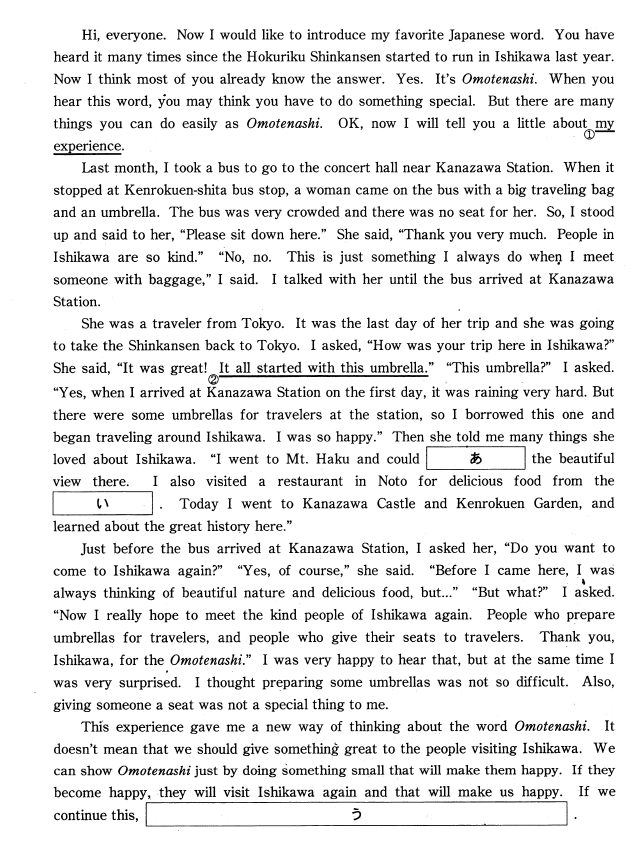 Hi, everyone. Now I would like to introduce my favorite Japanese word. You have
heard it many times since the Hokuriku Shinkansen started to run in Ishikawa last year.
Now I think most of you already know the answer. Yes. It's Omotenashi. When you
hear this word, you may think you have to do something special. But there are many
things you can do easily as Omotenashi. OK, now I will tell you a little about ①my
experience.
Last month, I took a bus to go to the concert hall near Kanazawa Station. When it
stopped at Kenrokuen-shita bus stop, a woman came on the bus with a big traveling bag
and an umbrella. The bus was very crowded and there was no seat for her. So, I stood
up and said to her, “Please sit down here.” She said, “Thank you very much. People in
Ishikawa are so kind.” “No, no. This is just something I always do when I meet
someone with baggage,” I said. I talked with her until the bus arrived at Kanazawa
Station.
She was a traveler from Tokyo. It was the last day of her trip and she was going
to take the Shinkansen back to Tokyo. I asked, “How was your trip here in Ishikawa?”
She said, “It was great! ②It all started with this umbrella.” “This umbrella?” I asked.
“Yes, when I arrived at Kanazawa Station on the first day, it was raining very hard. But
there were some umbrellas for travelers at the station, so I borrowed this one and
began traveling around Ishikawa. I was so happy.” Then she told me many things she
loved about Ishikawa. “I went to Mt. Haku and could あ the beautiful
view there. I also visited a restaurant in Noto for delicious food from the
い . Today I went to Kanazawa Castle and Kenrokuen Garden, and
learned about the great history here.”
Just before the bus arrived at Kanazawa Station, I asked her, “Do you want to
come to Ishikawa again?” “Yes, of course,” she said. “Before I came here, I was
always thinking of beautiful nature and delicious food, but...” “But what?” I asked.
“Now I really hope to meet the kind people of Ishikawa again. People who prepare
umbrellas for travelers, and people who give their seats to travelers. Thank you,
Ishikawa, for the Omotenashi.” I was very happy to hear that, but at the same time I
was very surprised. I thought preparing some umbrellas was not so difficult. Also,
giving someone a seat was not a special thing to me.
This experience gave me a new way of thinking about the word Omotenashi. It
doesn't mean that we should give something great to the people visiting Ishikawa. We
can show Omotenashi just by doing something small that will make them happy. If they
become happy, they will visit Ishikawa again and that will make us happy. If we
continue this, う .